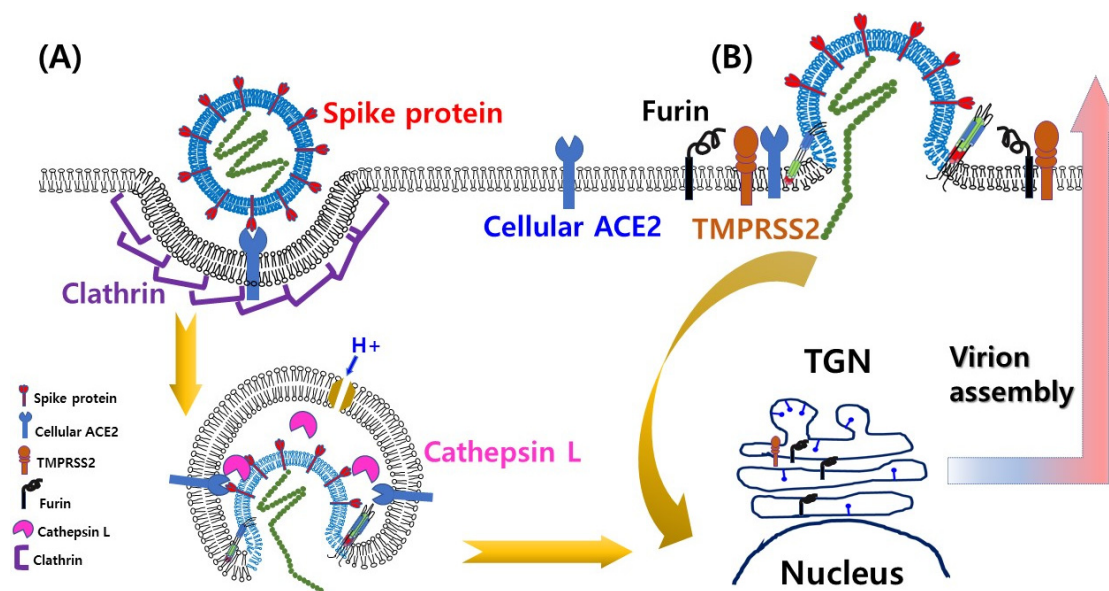 (A)
(B)
Spike protein
Furin
Cellular ACE2
TMPRSS2
Clathrin
H+
TGN
Virion
assembly
Cathepsin L
Spike protein
Cellular ACE2
TMPRSS2
Furin
Cathepsin L
Clathrin
Nucleus